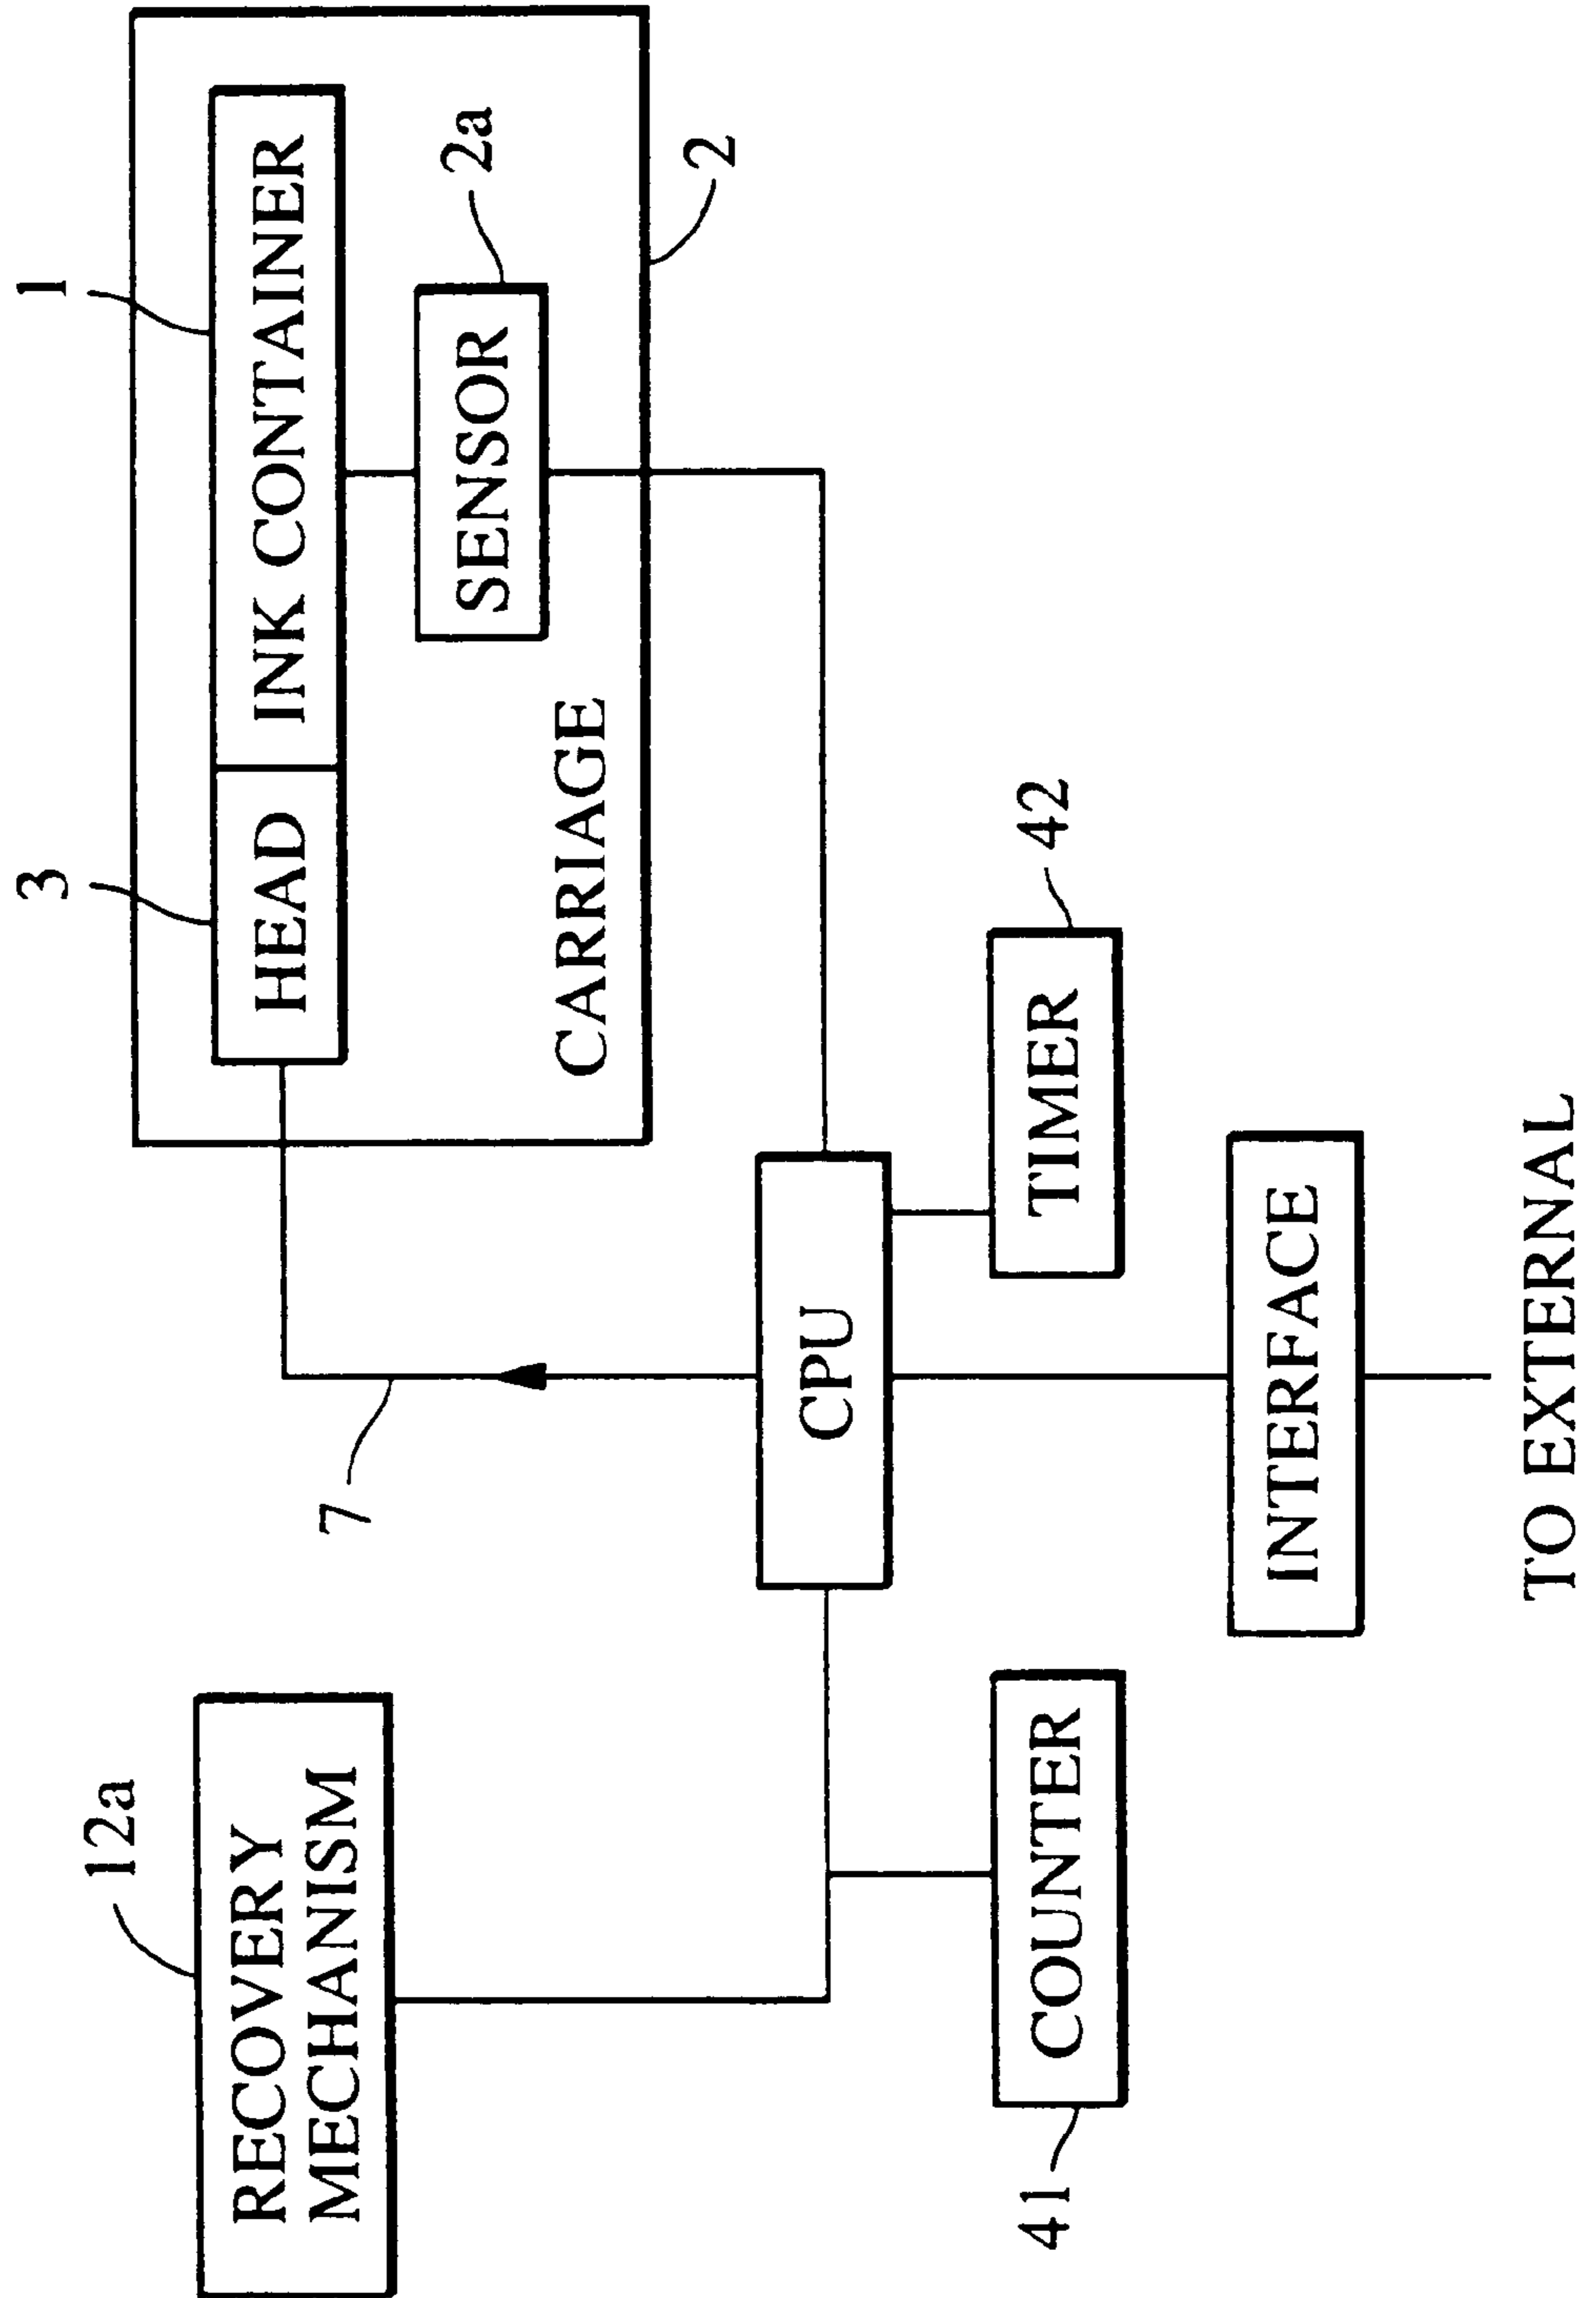 12a
RECOVERY
MECHANISM
7
3
HEAD
1
INK CONTAINER
SENSOR
2a
CARRIAGE
2
CPU
41
COUNTER
TIMER
42
INTERFACE
TO EXTERNAL